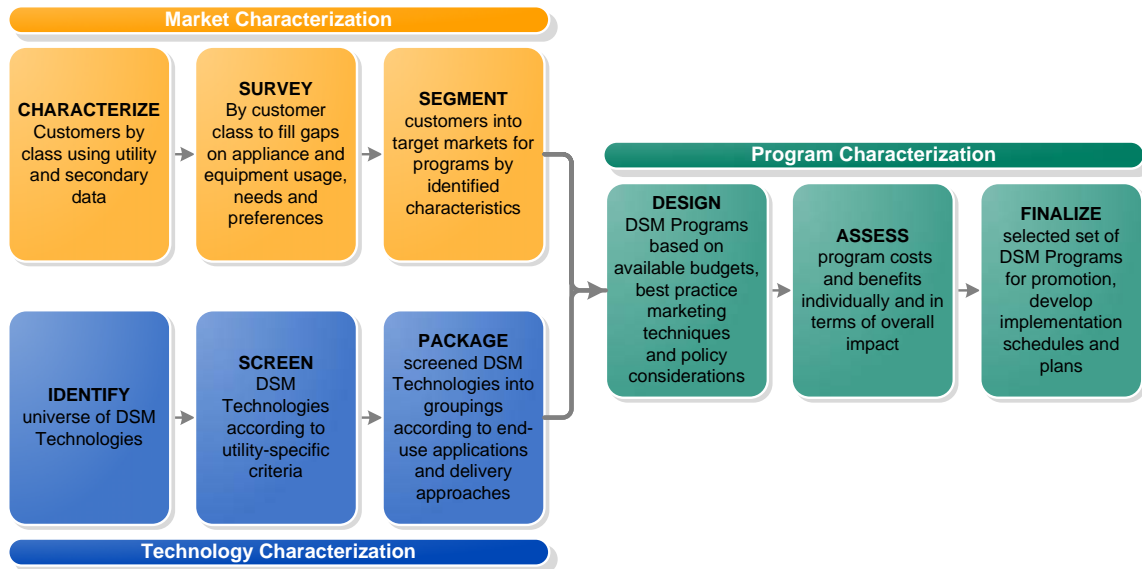 Market Characterization
CHARACTERIZE
Customers by
class using utility
and secondary
data
SURVEY
By customer
class to fill gaps
on appliance and
equipment usage,
needs and
preferences
SEGMENT
customers into
target markets for
programs by
identified
characteristics
IDENTIFY
universe of DSM
Technologies
SCREEN
DSM
Technologies
according to
utility-specific
criteria
PACKAGE
screened DSM
Technologies into
groupings
according to end-
use applications
and delivery
approaches
Technology Characterization
Program Characterization
DESIGN
DSM Programs
based on
available budgets,
best practice
marketing
techniques
and policy
considerations
ASSESS
program costs
and benefits
individually and in
terms of overall
impact
FINALIZE
selected set of
DSM Programs
for promotion,
develop
implementation
schedules and
plans